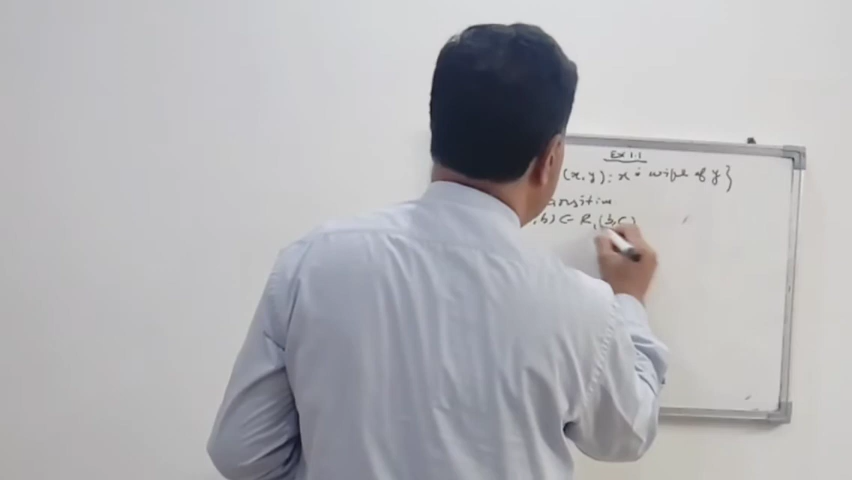 Ex 1.1
(x,y): x is wife of y}
ansitive
,b) ∈ R, (b,c)